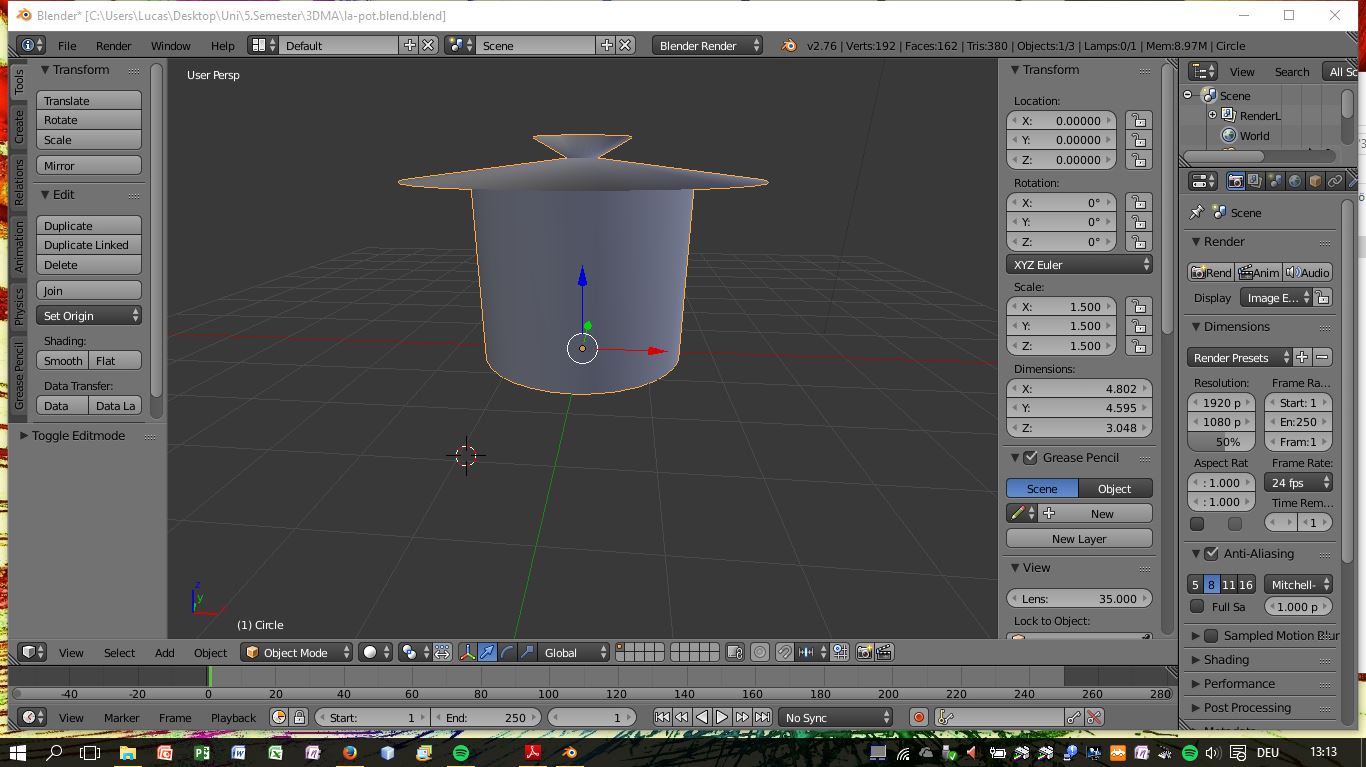 Blender* [C:\Users\Lucas\Desktop\Uni\5.Semester\3DMA\la-pot.blend.blend]
File Render Window Help Default Scene Blender Render v2.76 | Verts:192 | Faces:162 | Tris:380 | Objects:1/3 | Lamps:0/1 | Mem:8.97M | Circle
Tools
Create
Relations
Animation
Physics
Grease Pencil
Transform
Translate
Rotate
Scale
Mirror
Edit
Duplicate
Duplicate Linked
Delete
Join
Set Origin
Shading:
Smooth Flat
Data Transfer:
Data Data La
Toggle Editmode
User Persp
z
y
(1) Circle
Transform
Location:
X: 0.00000
Y: 0.00000
Z: 0.00000
Rotation:
X: 0°
Y: 0°
Z: 0°
XYZ Euler
Scale:
X: 1.500
Y: 1.500
Z: 1.500
Dimensions:
X: 4.802
Y: 4.595
Z: 3.048
Grease Pencil
Scene Object
New
New Layer
View
Lens: 35.000
Lock to Object:
View Search All Sc
Scene
RenderL
World
Scene
Render
Rend Anim Audio
Display Image E...
Dimensions
Render Presets
Resolution: Frame Ra...
1920 p Start: 1
1080 p En:250
50% Fram:1
Aspect Rat Frame Rate:
: 1.000 24 fps
: 1.000 Time Rem...
1
Anti-Aliasing
5 8 11 16 Mitchell-
Full Sa 1.000 p
Sampled Motion Blur
Shading
Performance
Post Processing
View Select Add Object Object Mode Global
-40 -20 0 20 40 60 80 100 120 140 160 180 200 220 240 260 280
View Marker Frame Playback Start: 1 End: 250 1 No Sync
DEU 13:13